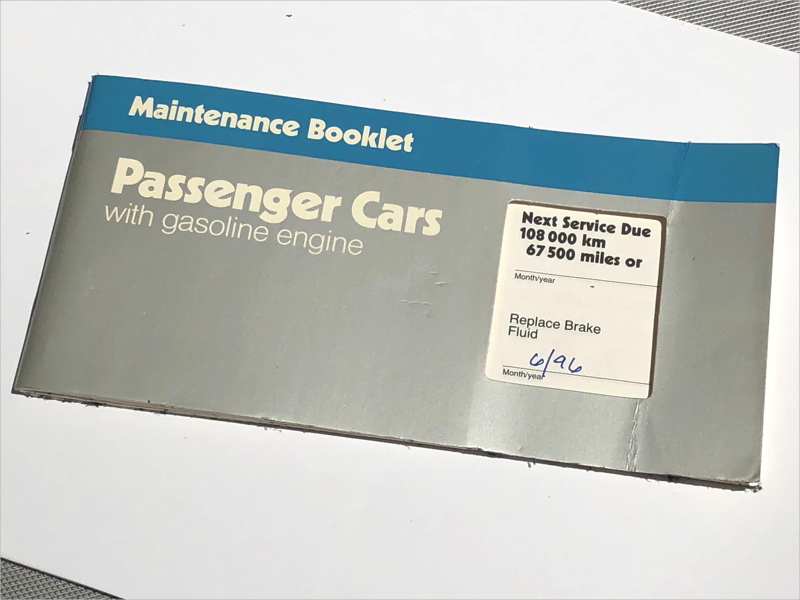 Maintenance Booklet
Passenger Cars
with gasoline engine
Next Service Due
108 000 km
67 500 miles or
Month/year
Replace Brake
Fluid
6/96
Month/year